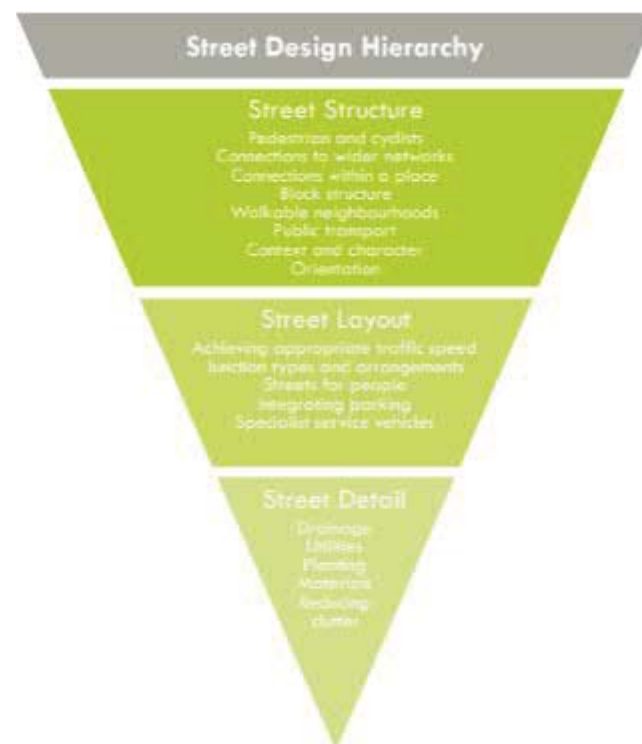 Street Design Hierarchy
Street Structure
Pedestrian and cyclists
Connections to wider networks
Connections within a place
Block structure
Walkable neighbourhoods
Public transport
Context and character
Orientation
Street Layout
Achieving appropriate traffic speed
Junction types and arrangements
Streets for people
Integrating parking
Specialist service vehicles
Street Detail
Drainage
Utilities
Planting
Materials
Reducing
clutter